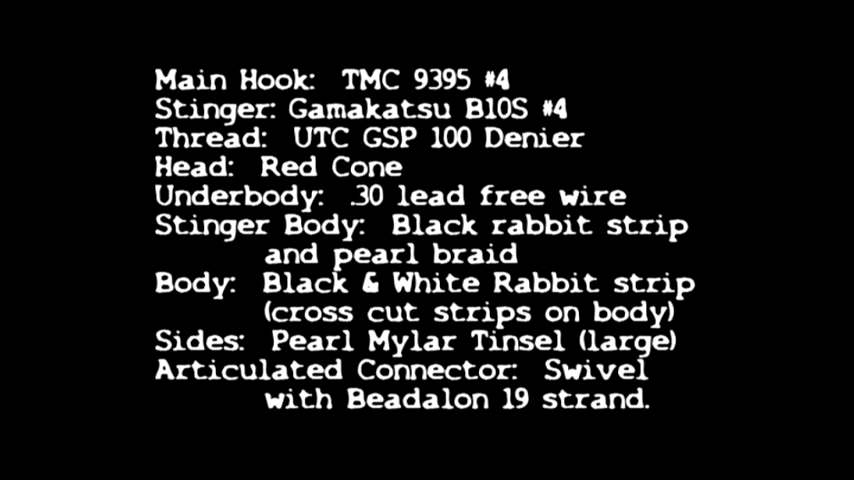 Main Hook: TMC 9395 #4
Stinger: Gamakatsu B10S #4
Thread: UTC GSP 100 Denier
Head: Red Cone
Underbody: .30 lead free wire
Stinger Body: Black rabbit strip
and pearl braid
Body: Black & White Rabbit strip
(cross cut strips on body)
Sides: Pearl Mylar Tinsel (large)
Articulated Connector: Swivel
with Beadalon 19 strand.